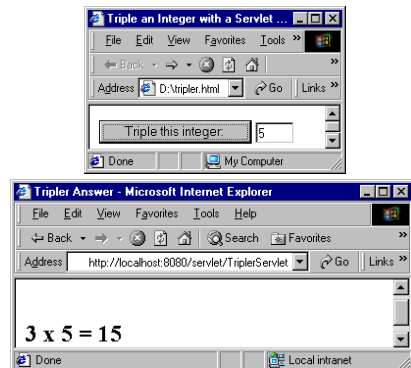 Triple an Integer with a Servlet ...
File Edit View Favorites Tools »
Back »
Address D:\tripler.html Go Links »
Triple this integer: 5
Done My Computer
Tripler Answer - Microsoft Internet Explorer
File Edit View Favorites Tools Help
Back Search Favorites »
Address http://localhost:8080/servlet/TriplerServlet Go Links »
3 x 5 = 15
Done Local intranet